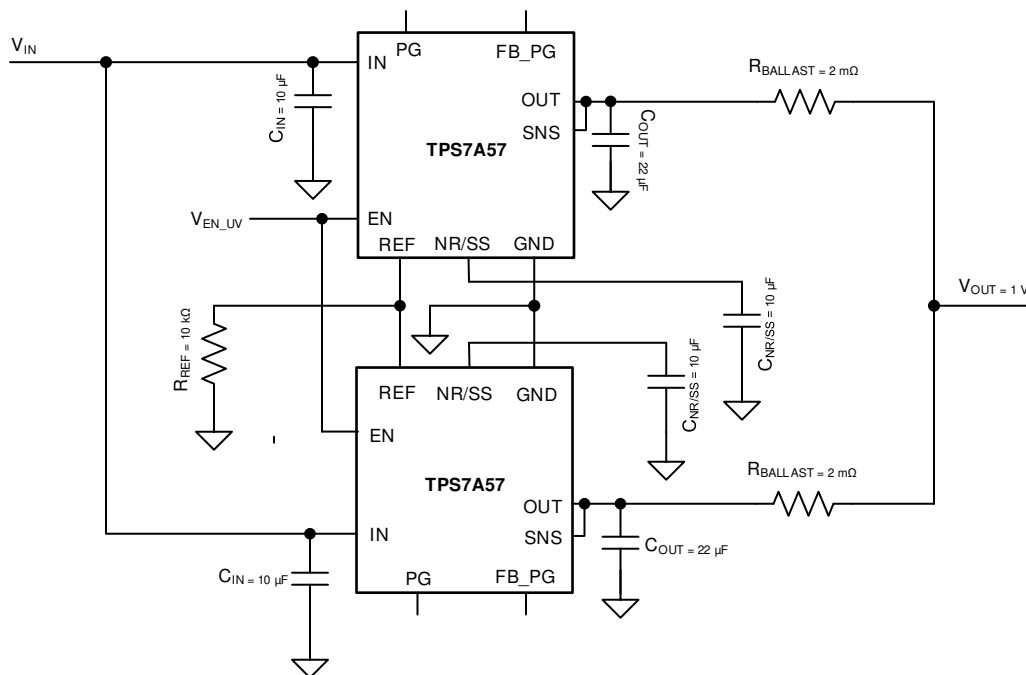 PG
FB_PG
VIN
IN
CIN = 10 µF
RBALLAST = 2 mΩ
OUT
SNS
TPS7A57
COUT = 22 µF
VEN_UV
EN
REF
NR/SS
GND
VOUT = 1 V
CNR/SS = 10 µF
RREF = 10 kΩ
CNR/SS = 10 µF
REF
NR/SS
GND
EN
RBALLAST = 2 mΩ
TPS7A57
OUT
IN
SNS
COUT = 22 µF
CIN = 10 µF
PG
FB_PG